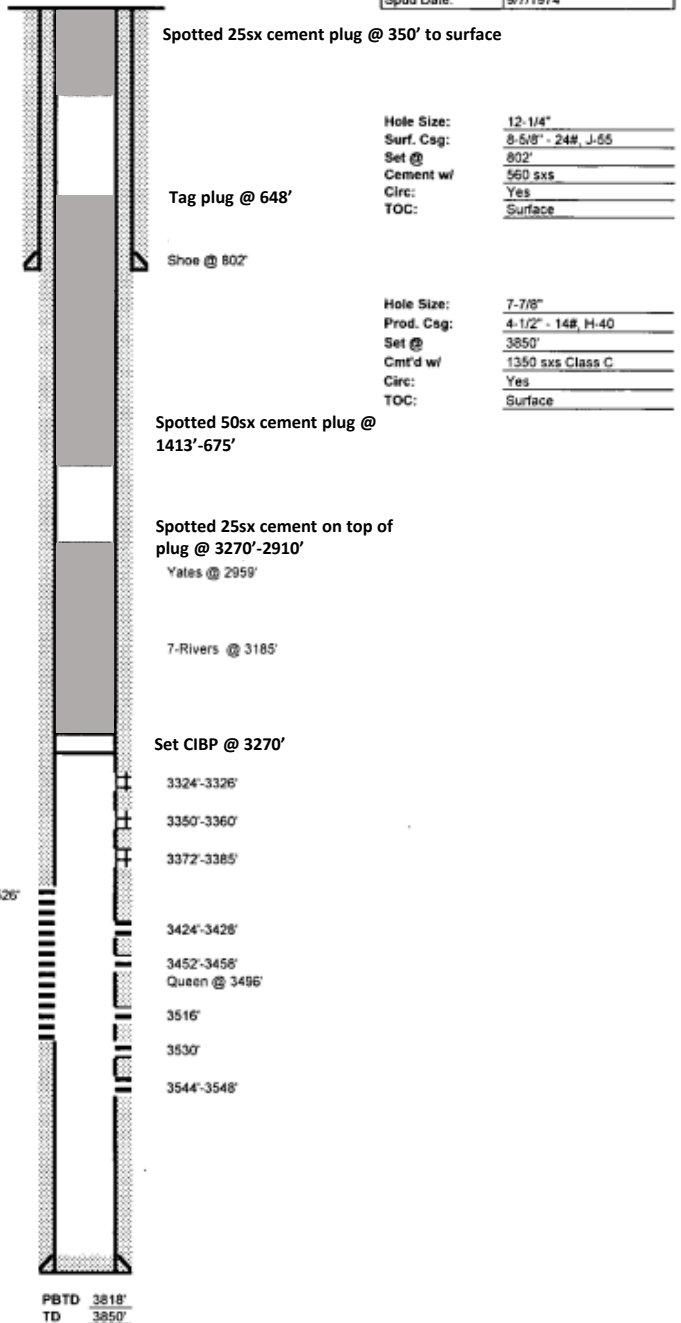 Spud Date: 9/7/1974
Spotted 25sx cement plug @ 350' to surface
Hole Size: 12-1/4"
Surf. Csg: 8-5/8" - 24#, J-55
Set @ 802'
Cement w/ 560 sxs
Circ: Yes
TOC: Surface
Tag plug @ 648'
Shoe @ 802'
Hole Size: 7-7/8"
Prod. Csg: 4-1/2" - 14#, H-40
Set @ 3850'
Cmt'd w/ 1350 sxs Class C
Circ: Yes
TOC: Surface
Spotted 50sx cement plug @
1413'-675'
Spotted 25sx cement on top of
plug @ 3270'-2910'
Yates @ 2959'
7-Rivers @ 3185'
Set CIBP @ 3270'
3324'-3326'
3350'-3360'
3372'-3385'
3424'-3428'
3452'-3458'
Queen @ 3496'
3516'
3530'
3544'-3548'
PBTD 3818'
TD 3850'